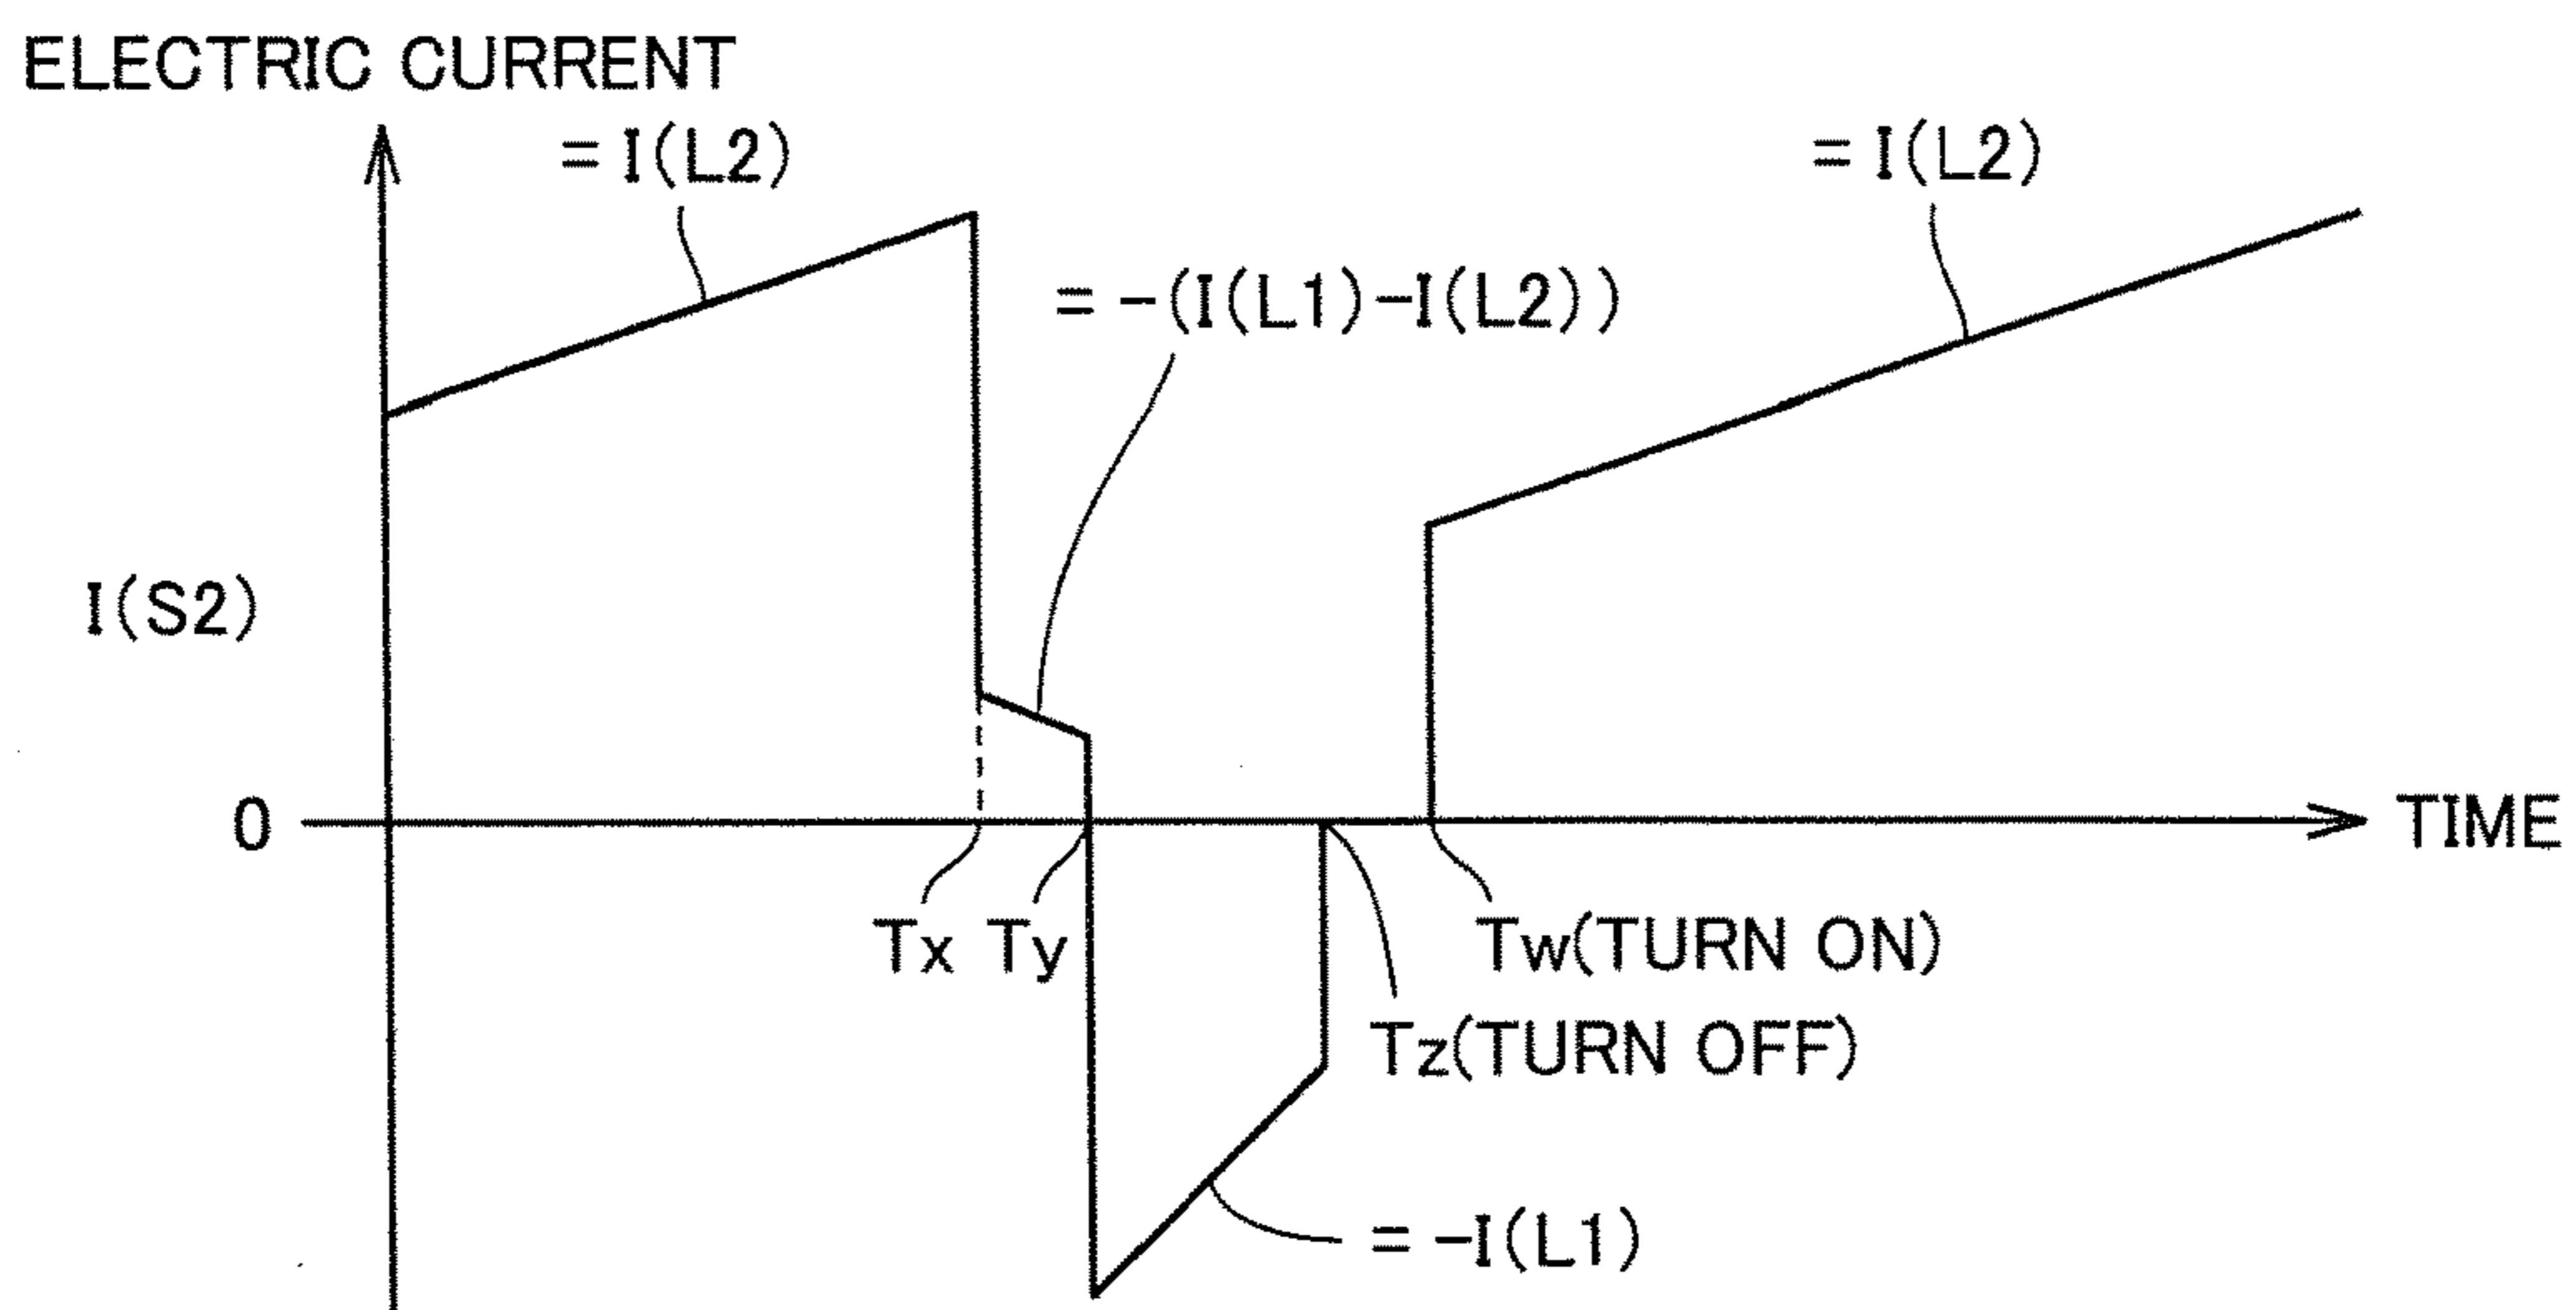 ELECTRIC CURRENT
= I(L2)
= I(L2)
= -(I(L1)-I(L2))
I(S2)
0
TIME
Tx
Ty
Tw(TURN ON)
Tz(TURN OFF)
= -I(L1)